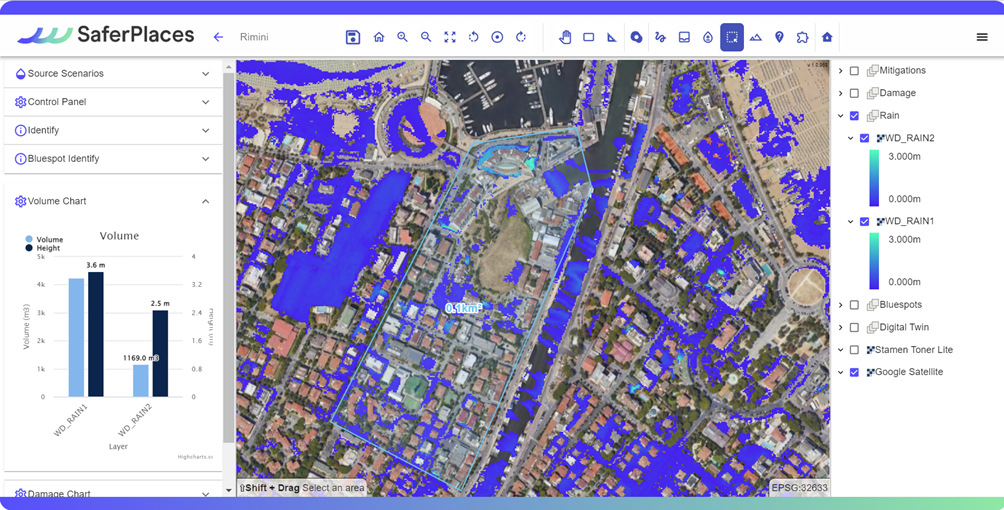 SaferPlaces
Rimini
Source Scenarios
Control Panel
Identify
Bluespot Identify
Volume Chart
Volume
Volume
Height
5k
4k
3k
2k
1k
0
Volume (m3)
4
3.2
2.4
1.6
0.8
0
3.6 m
2.5 m
1169.0 m3
WD_RAIN1
WD_RAIN2
Layer
Highcharts.com
Damage Chart
0.1km²
⇧Shift + Drag Select an area
EPSG:32633
Mitigations
Damage
Rain
WD_RAIN2
3.000m
0.000m
WD_RAIN1
3.000m
0.000m
Bluespots
Digital Twin
Stamen Toner Lite
Google Satellite